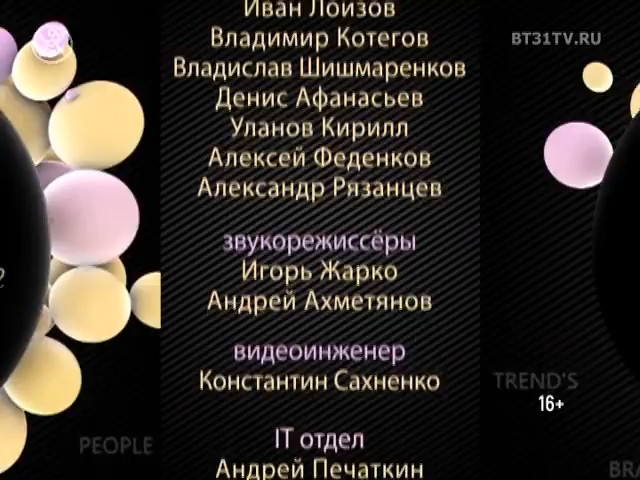 Иван Лоизов
BT31TV.RU
Владимир Котегов
Владислав Шишмаренков
Денис Афанасьев
Уланов Кирилл
Алексей Феденков
Александр Рязанцев
звукорежиссёры
Игорь Жарко
Андрей Ахметянов
видеоинженер
Константин Сахненко
TREND'S
16+
IT отдел
PEOPLE
Андрей Печаткин